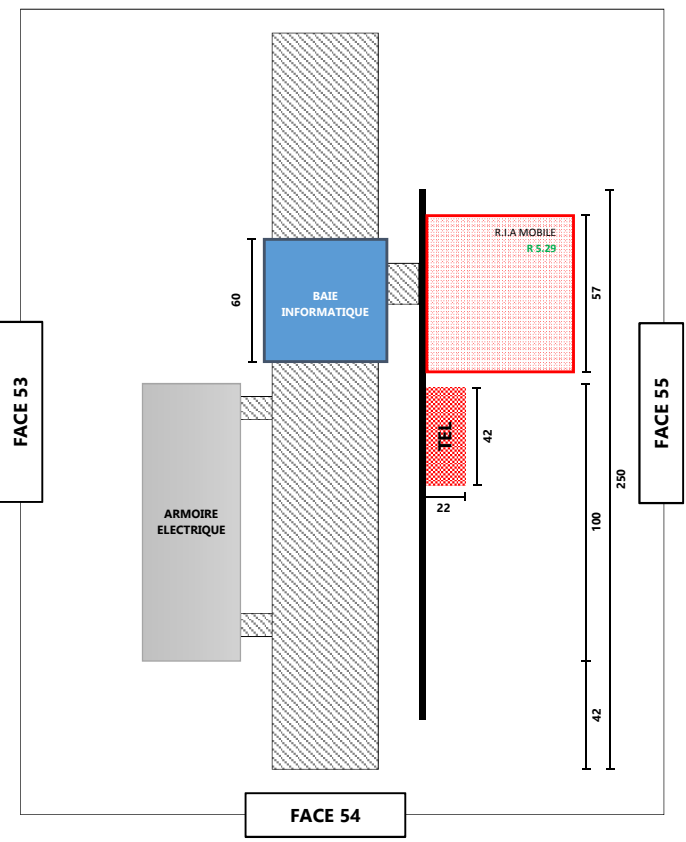 R.I.A MOBILE
R 5.29
60
BAIE
INFORMATIQUE
57
FACE 53
FACE 55
TEL
42
22
250
100
ARMOIRE
ELECTRIQUE
42
FACE 54